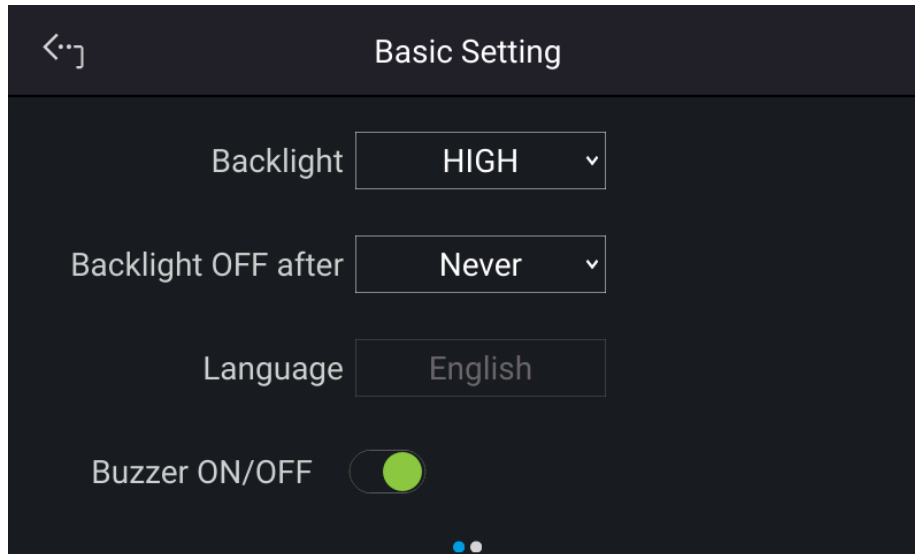 Basic Setting
Backlight HIGH
Backlight OFF after Never
Language English
Buzzer ON/OFF